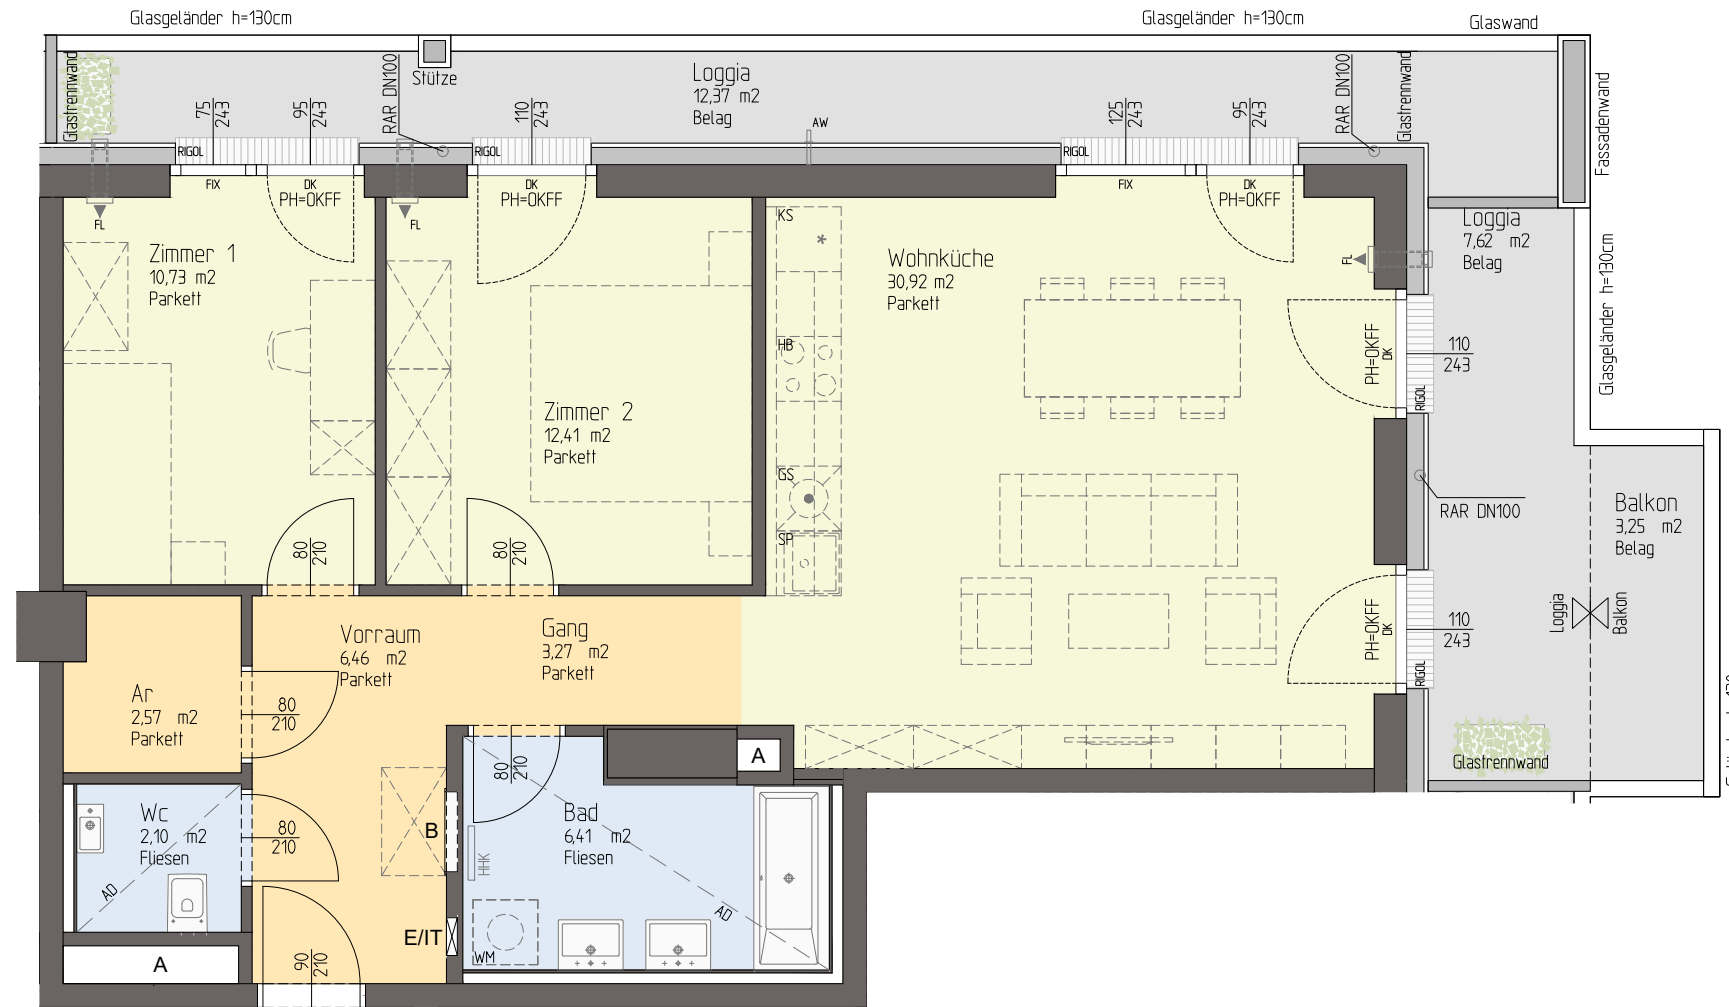 Glasgeländer h=130cm
Glasgeländer h=130cm
Glaswand
Glastrennwand
Stütze
RAR DN100
Loggia
12,37 m2
Belag
RAR DN100
Glastrennwand
Fassadenwand
75
243
95
243
110
243
AW
125
243
95
243
RIGOL
RIGOL
RIGOL
FIX
DK
PH=OKFF
DK
PH=OKFF
FIX
DK
PH=OKFF
FL
FL
FL
Zimmer 1
10,73 m2
Parkett
KS
*
Wohnküche
30,92 m2
Parkett
Loggia
7,62 m2
Belag
Glasgeländer h=130cm
HB
PH=OKFF
DK
110
243
RIGOL
Zimmer 2
12,41 m2
Parkett
GS
SP
RAR DN100
Balkon
3,25 m2
Belag
80
210
80
210
Loggia
Balkon
PH=OKFF
DK
110
243
RIGOL
Vorraum
6,46 m2
Parkett
Gang
3,27 m2
Parkett
Ar
2,57 m2
Parkett
80
210
80
210
A
Glastrennwand
Wc
2,10 m2
Fliesen
AD
80
210
B
HHK
Bad
6,41 m2
Fliesen
AD
E/IT
WM
A
90
210